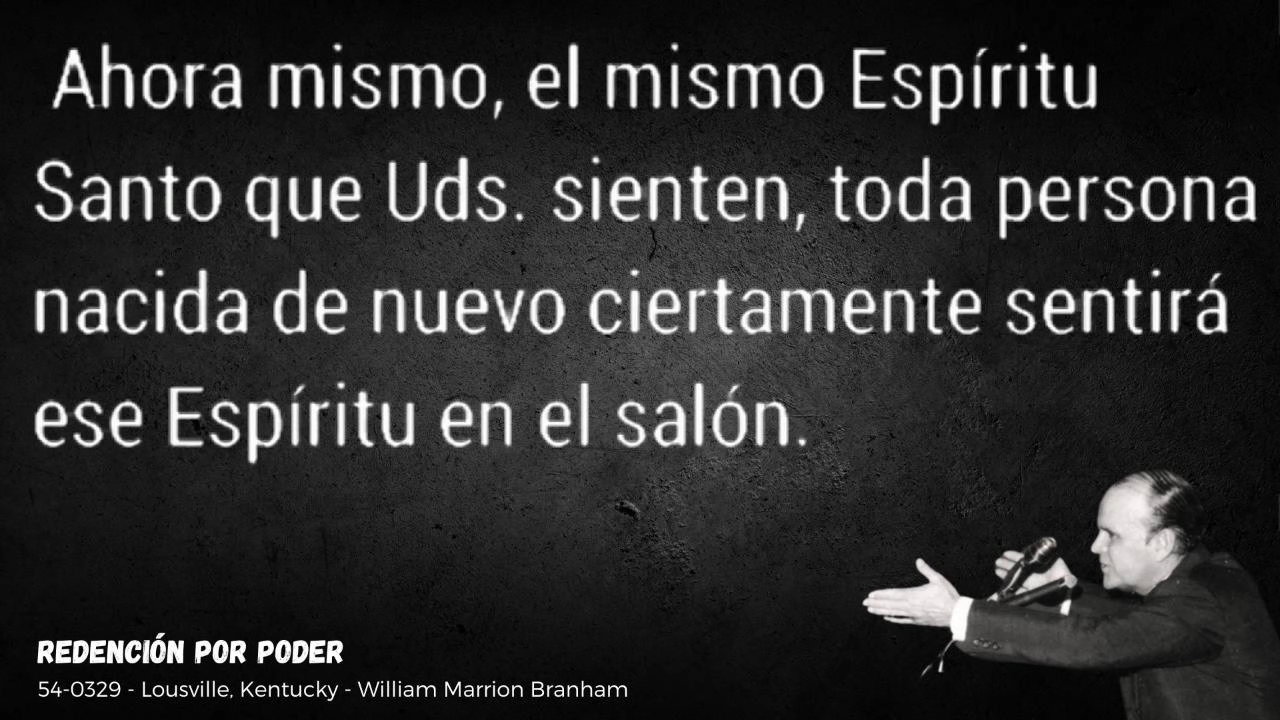 Ahora mismo, el mismo Espíritu
Santo que Uds. sienten, toda persona
nacida de nuevo ciertamente sentirá
ese Espíritu en el salón.
REDENCIÓN POR PODER
54-0329 - Lousville, Kentucky - William Marrion Branham